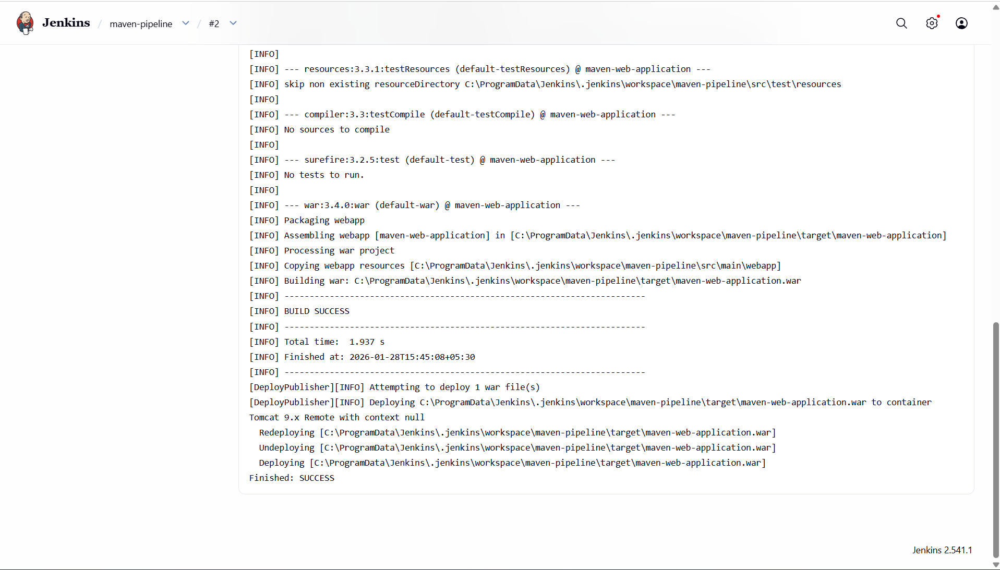 Jenkins / maven-pipeline / #2
[INFO]
[INFO] --- resources:3.3.1:testResources (default-testResources) @ maven-web-application ---
[INFO] skip non existing resourceDirectory C:\ProgramData\Jenkins\.jenkins\workspace\maven-pipeline\src\test\resources
[INFO]
[INFO] --- compiler:3.3:testCompile (default-testCompile) @ maven-web-application ---
[INFO] No sources to compile
[INFO]
[INFO] --- surefire:3.2.5:test (default-test) @ maven-web-application ---
[INFO] No tests to run.
[INFO]
[INFO] --- war:3.4.0:war (default-war) @ maven-web-application ---
[INFO] Packaging webapp
[INFO] Assembling webapp [maven-web-application] in [C:\ProgramData\Jenkins\.jenkins\workspace\maven-pipeline\target\maven-web-application]
[INFO] Processing war project
[INFO] Copying webapp resources [C:\ProgramData\Jenkins\.jenkins\workspace\maven-pipeline\src\main\webapp]
[INFO] Building war: C:\ProgramData\Jenkins\.jenkins\workspace\maven-pipeline\target\maven-web-application.war
[INFO] ------------------------------------------------------------------------
[INFO] BUILD SUCCESS
[INFO] ------------------------------------------------------------------------
[INFO] Total time:  1.937 s
[INFO] Finished at: 2026-01-28T15:45:08+05:30
[INFO] ------------------------------------------------------------------------
[DeployPublisher][INFO] Attempting to deploy 1 war file(s)
[DeployPublisher][INFO] Deploying C:\ProgramData\Jenkins\.jenkins\workspace\maven-pipeline\target\maven-web-application.war to container
Tomcat 9.x Remote with context null
  Redeploying [C:\ProgramData\Jenkins\.jenkins\workspace\maven-pipeline\target\maven-web-application.war]
  Undeploying [C:\ProgramData\Jenkins\.jenkins\workspace\maven-pipeline\target\maven-web-application.war]
  Deploying [C:\ProgramData\Jenkins\.jenkins\workspace\maven-pipeline\target\maven-web-application.war]
Finished: SUCCESS
Jenkins 2.541.1